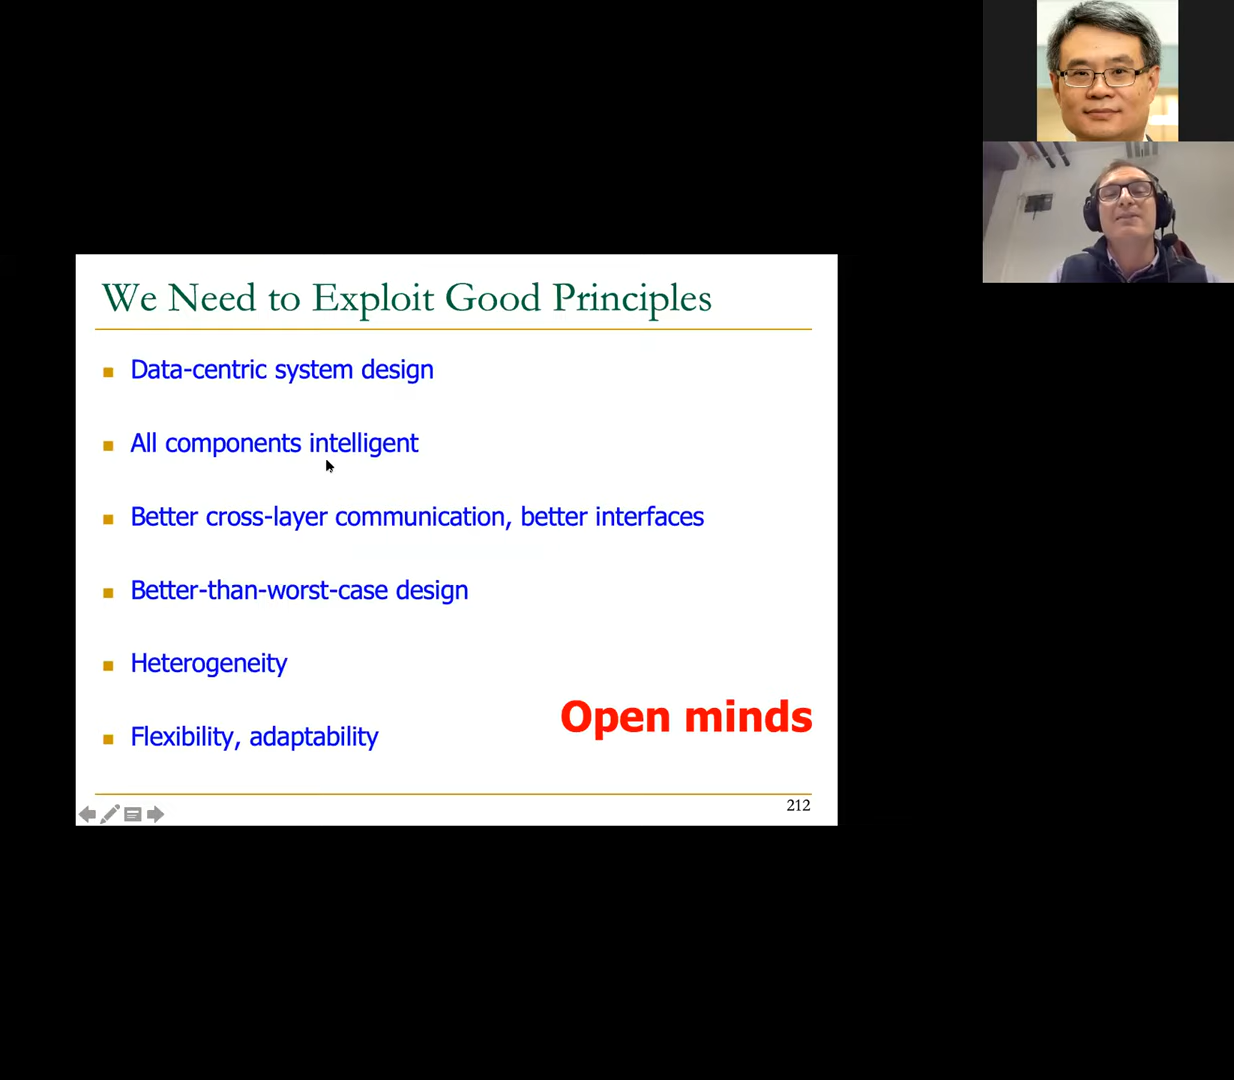 We Need to Exploit Good Principles
Data-centric system design
All components intelligent
Better cross-layer communication, better interfaces
Better-than-worst-case design
Heterogeneity
Flexibility, adaptability
Open minds
212